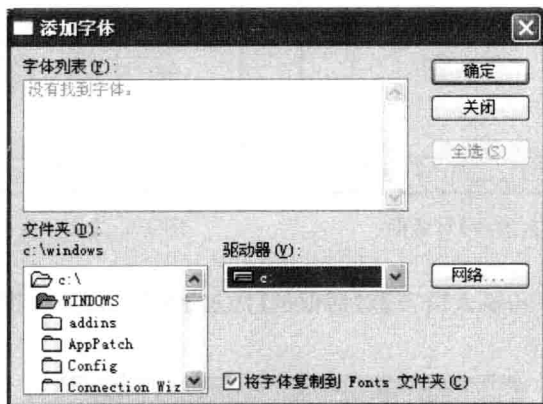 添加字体
字体列表(F):
没有找到字体。
确定
关闭
全选(S)
文件夹(D):
c:\windows
驱动器(V):
c:\
WINDOWS
addins
AppPatch
Config
Connection Wiz
c:
网络...
将字体复制到 Fonts 文件夹(C)